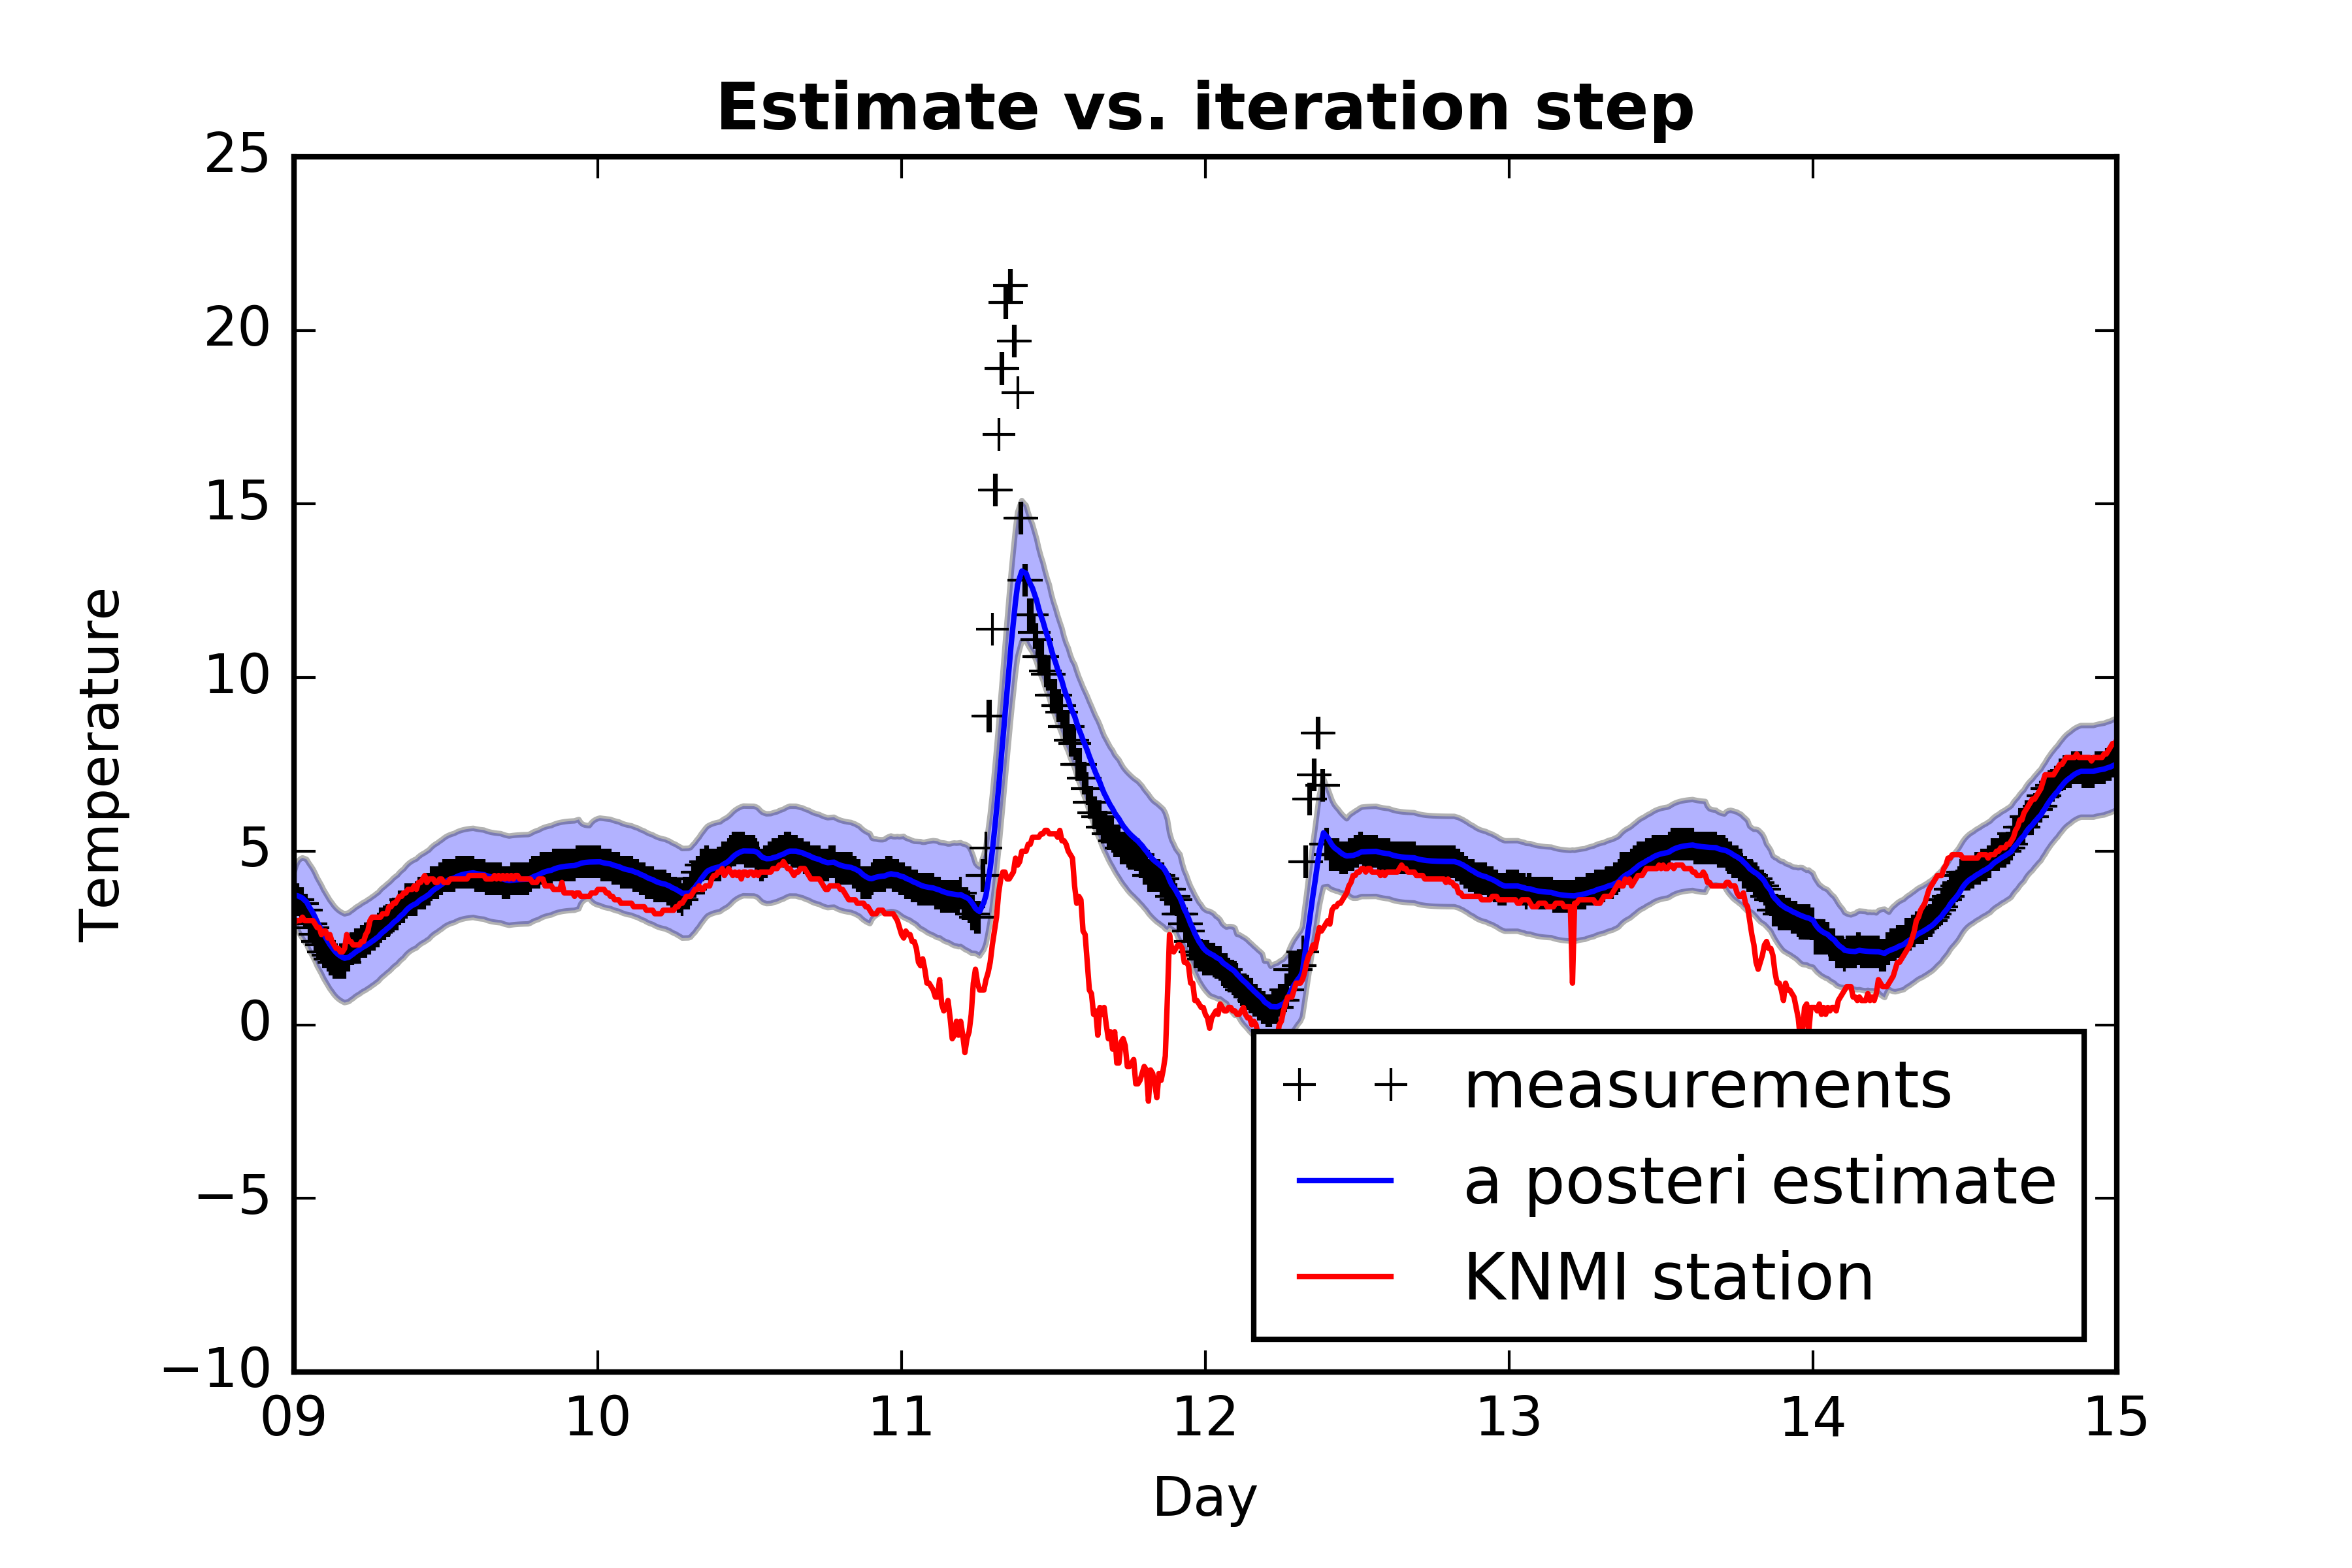 Estimate vs. iteration step
25
20
15
10
5
0
−5
−10
Temperature
measurements
a posteri estimate
KNMI station
09 10 11 12 13 14 15
Day